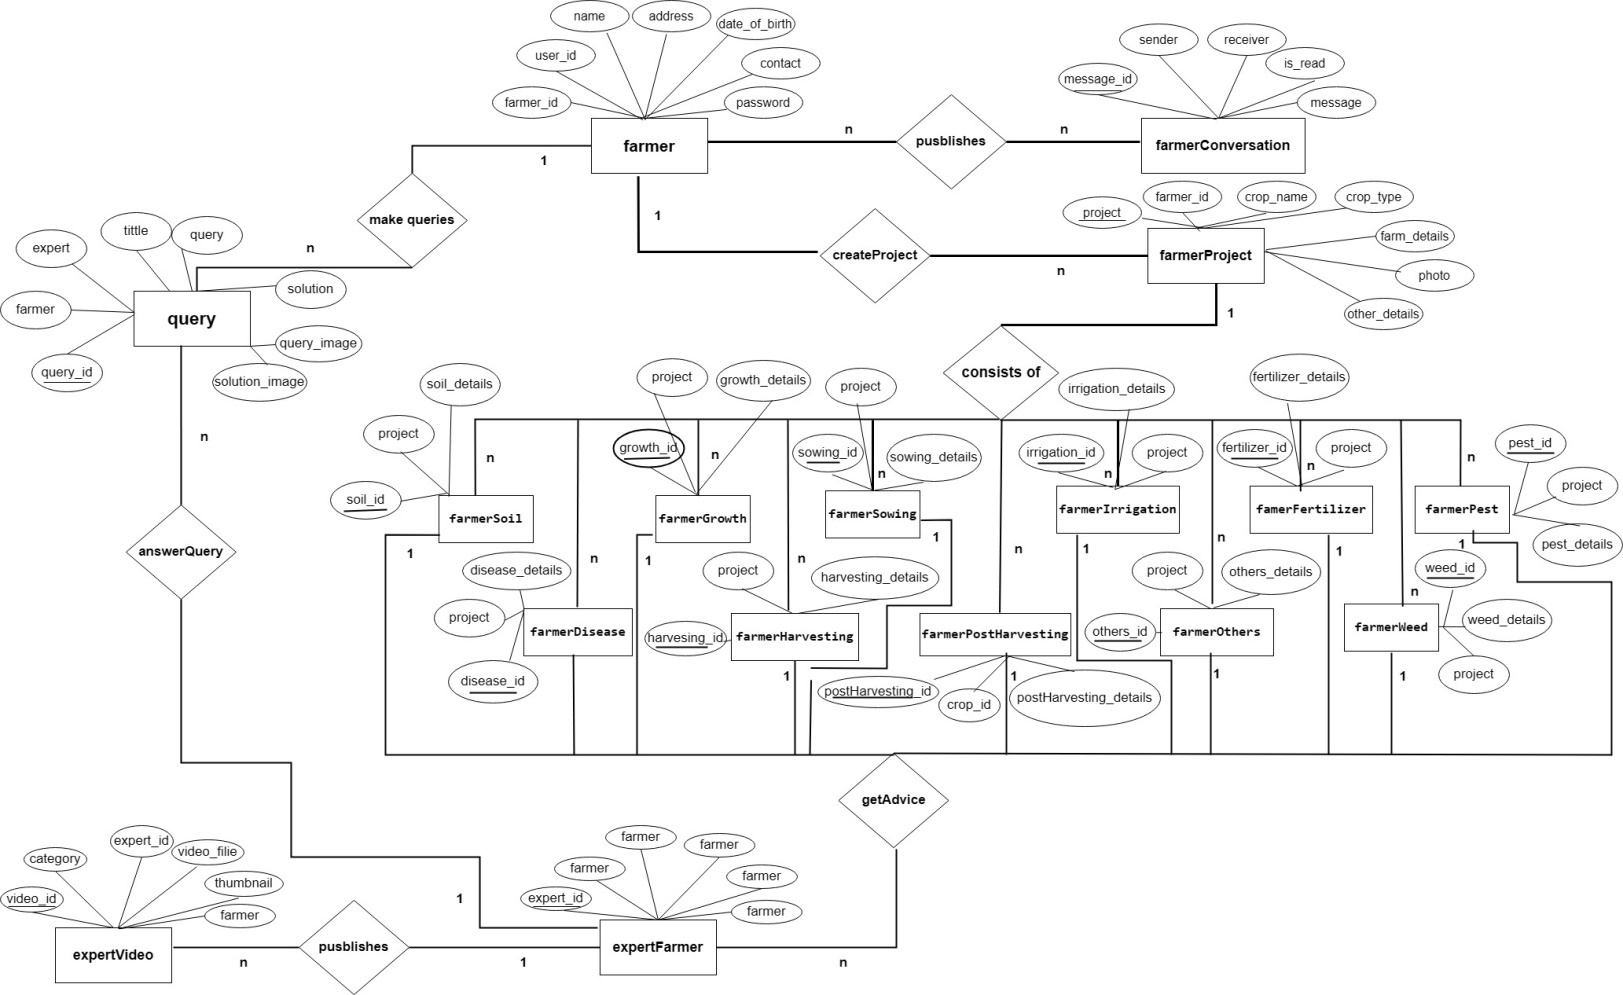 name
address
date_of_birth
user_id
contact
farmer_id
password
farmer
n
pusblishes
n
sender
receiver
is_read
message_id
message
farmerConversation
1
make queries
n
1
createProject
n
project
farmer_id
crop_name
crop_type
farm_details
photo
other_details
farmerProject
1
expert
tittle
query
solution
farmer
query
query_id
query_image
solution_image
n
consists of
soil_details
project
soil_id
n
farmerSoil
1
project
growth_details
growth_id
n
farmerGrowth
1
project
sowing_id
sowing_details
n
farmerSowing
1
irrigation_details
irrigation_id
project
n
farmerIrrigation
1
fertilizer_details
fertilizer_id
project
n
famerFertilizer
1
n
pest_id
project
pest_details
farmerPest
1
answerQuery
disease_details
project
disease_id
n
farmerDisease
project
harvesting_details
n
harvesing_id
farmerHarvesting
1
n
farmerPostHarvesting
postHarvesting_id
crop_id
1
postHarvesting_details
project
others_details
n
others_id
farmerOthers
1
weed_id
n
weed_details
farmerWeed
project
1
getAdvice
category
expert_id
video_filie
thumbnail
video_id
farmer
expertVideo
n
pusblishes
1
1
farmer
farmer
farmer
farmer
expert_id
farmer
expertFarmer
n